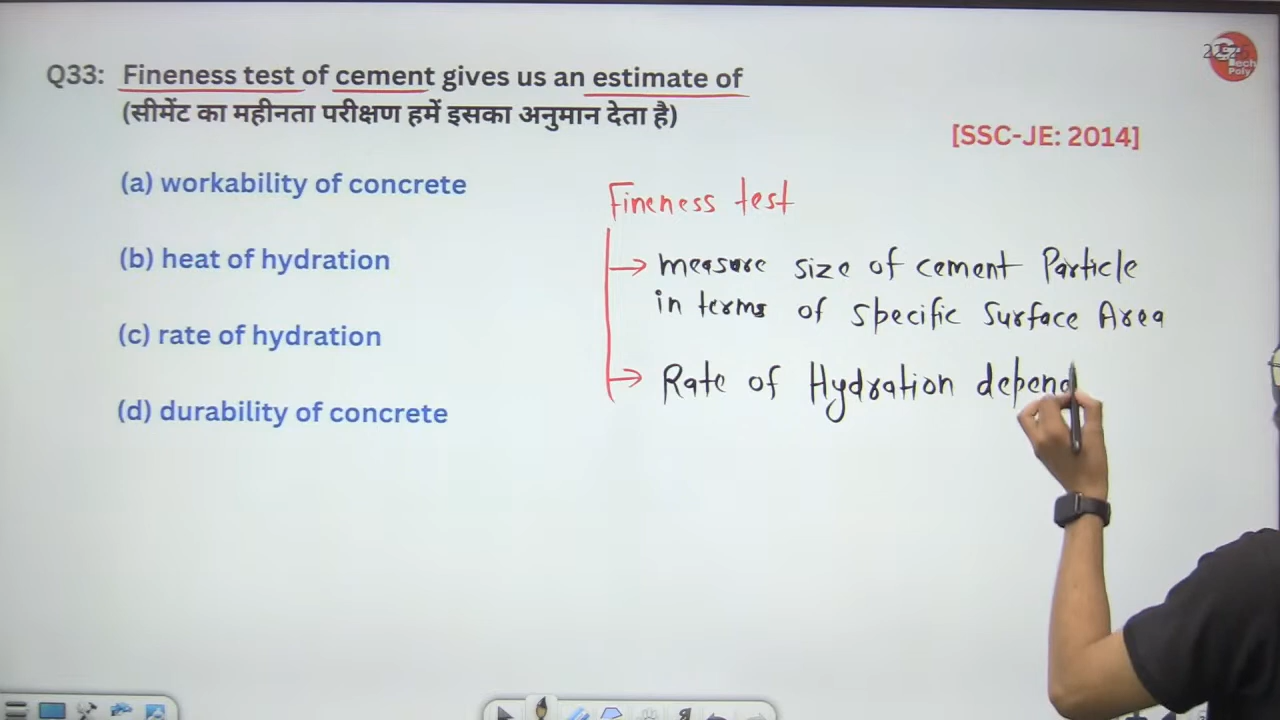 Q33: Fineness test of cement gives us an estimate of
(सीमेंट का महीनता परीक्षण हमें इसका अनुमान देता है)
[SSC-JE: 2014]
(a) workability of concrete
(b) heat of hydration
(c) rate of hydration
(d) durability of concrete
Fineness test
→ measure size of cement Particle
in terms of specific Surface Area
→ Rate of Hydration depend
Tech
Poly